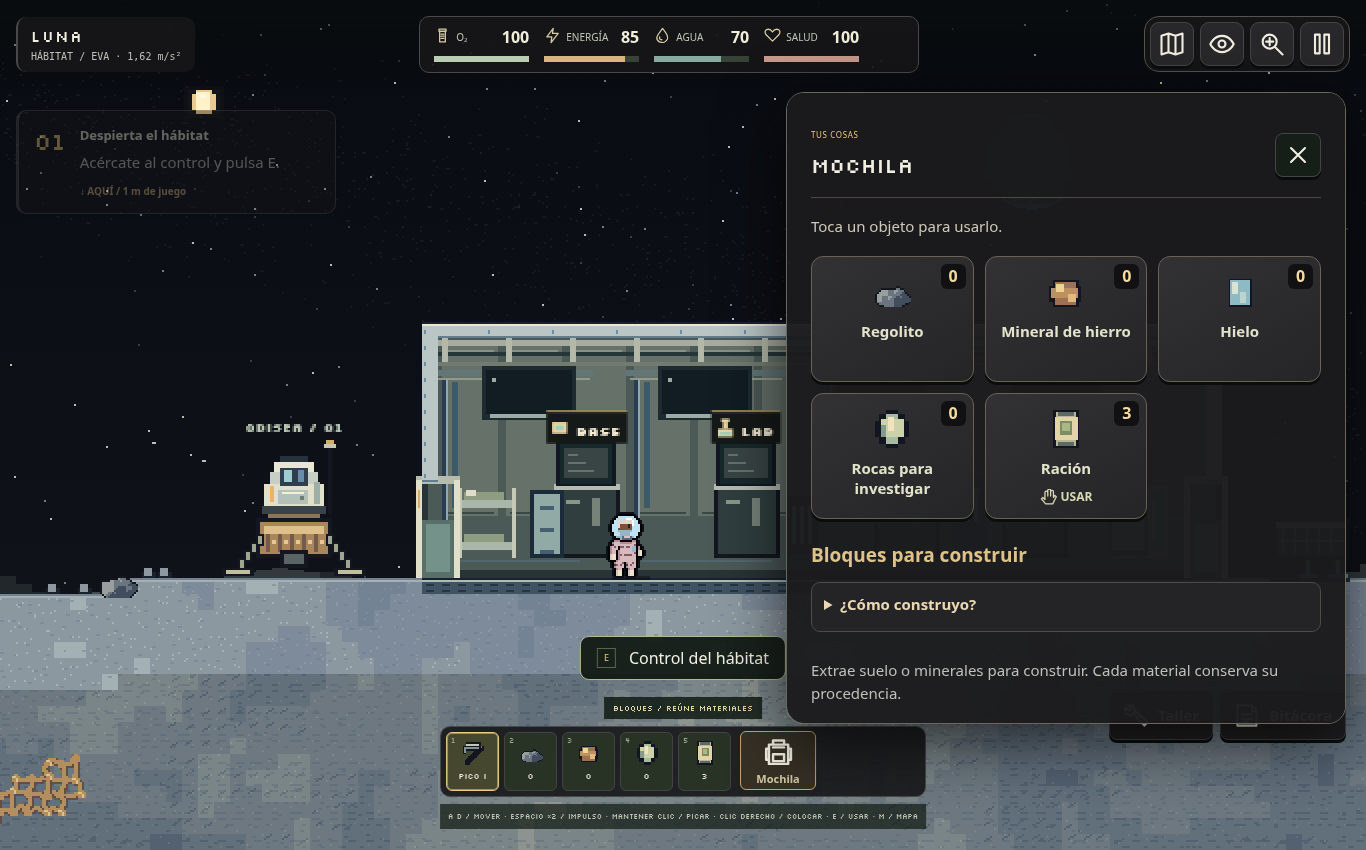 LUNA
HÁBITAT / EVA · 1,62 m/s²
O₂ 100
ENERGÍA 85
AGUA 70
SALUD 100
01
Despierta el hábitat
Acércate al control y pulsa E.
↓ AQUÍ / 1 m de juego
TUS COSAS
MOCHILA
Toca un objeto para usarlo.
0
Regolito
0
Mineral de hierro
0
Hielo
0
Rocas para
investigar
3
Ración
USAR
Bloques para construir
¿Cómo construyo?
Extrae suelo o minerales para construir. Cada material conserva su
procedencia.
ODISEA / 01
BASE
LAB
E Control del hábitat
Taller
Bitácora
BLOQUES / REÚNE MATERIALES
1 PICO I
2 0
3 0
4 0
5 3
Mochila
A D / MOVER · ESPACIO ×2 / IMPULSO · MANTENER CLIC / PICAR · CLIC DERECHO / COLOCAR · E / USAR · M / MAPA